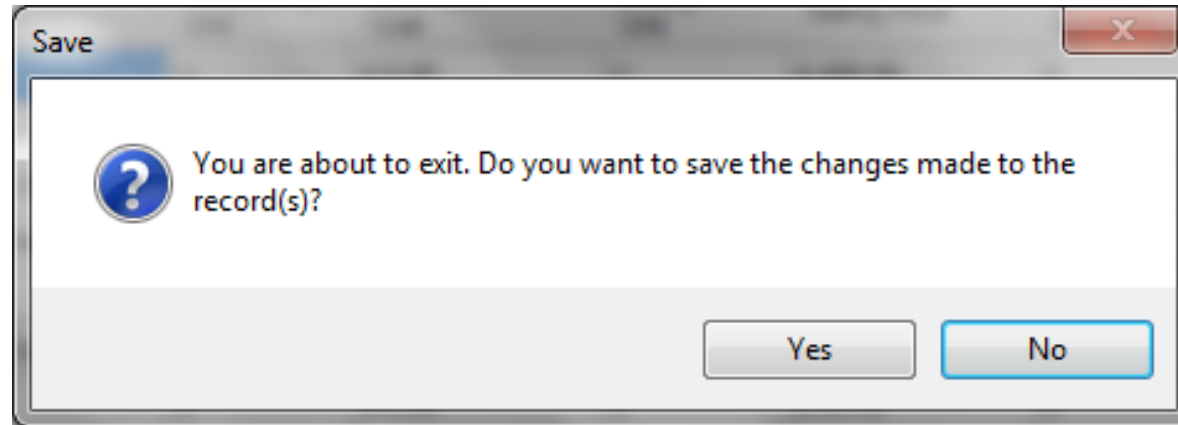 Save
You are about to exit. Do you want to save the changes made to the
record(s)?
Yes
No